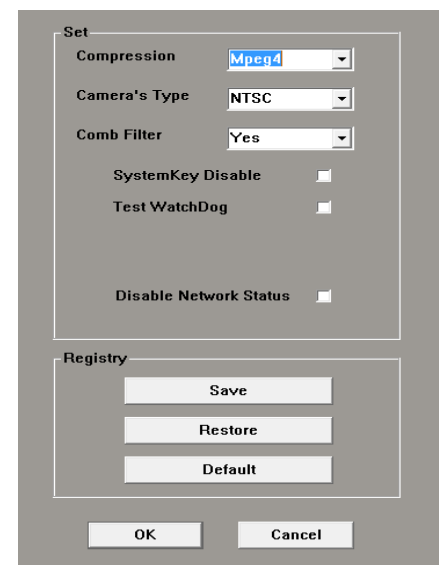 Set
Compression Mpeg4
Camera's Type NTSC
Comb Filter Yes
SystemKey Disable
Test WatchDog
Disable Network Status
Registry
Save
Restore
Default
OK Cancel